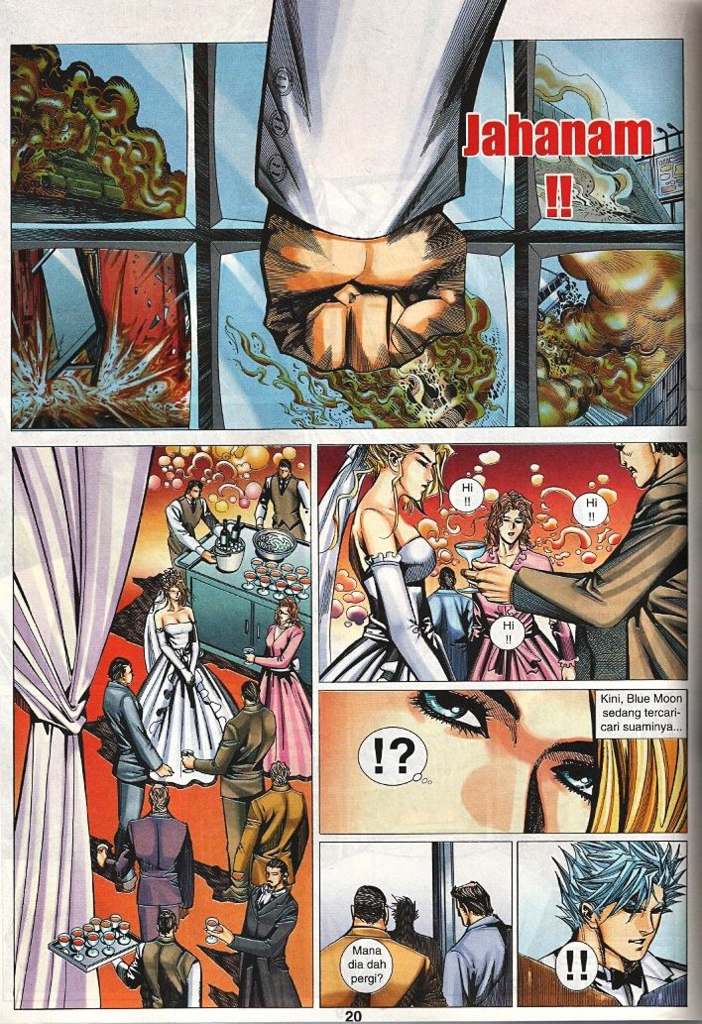 Jahanam
!!
Hi
!!
Hi
!!
Hi
!!
Kini, Blue Moon
sedang tercari-
cari suaminya...
!?
Mana
dia dah
pergi?
!!
20